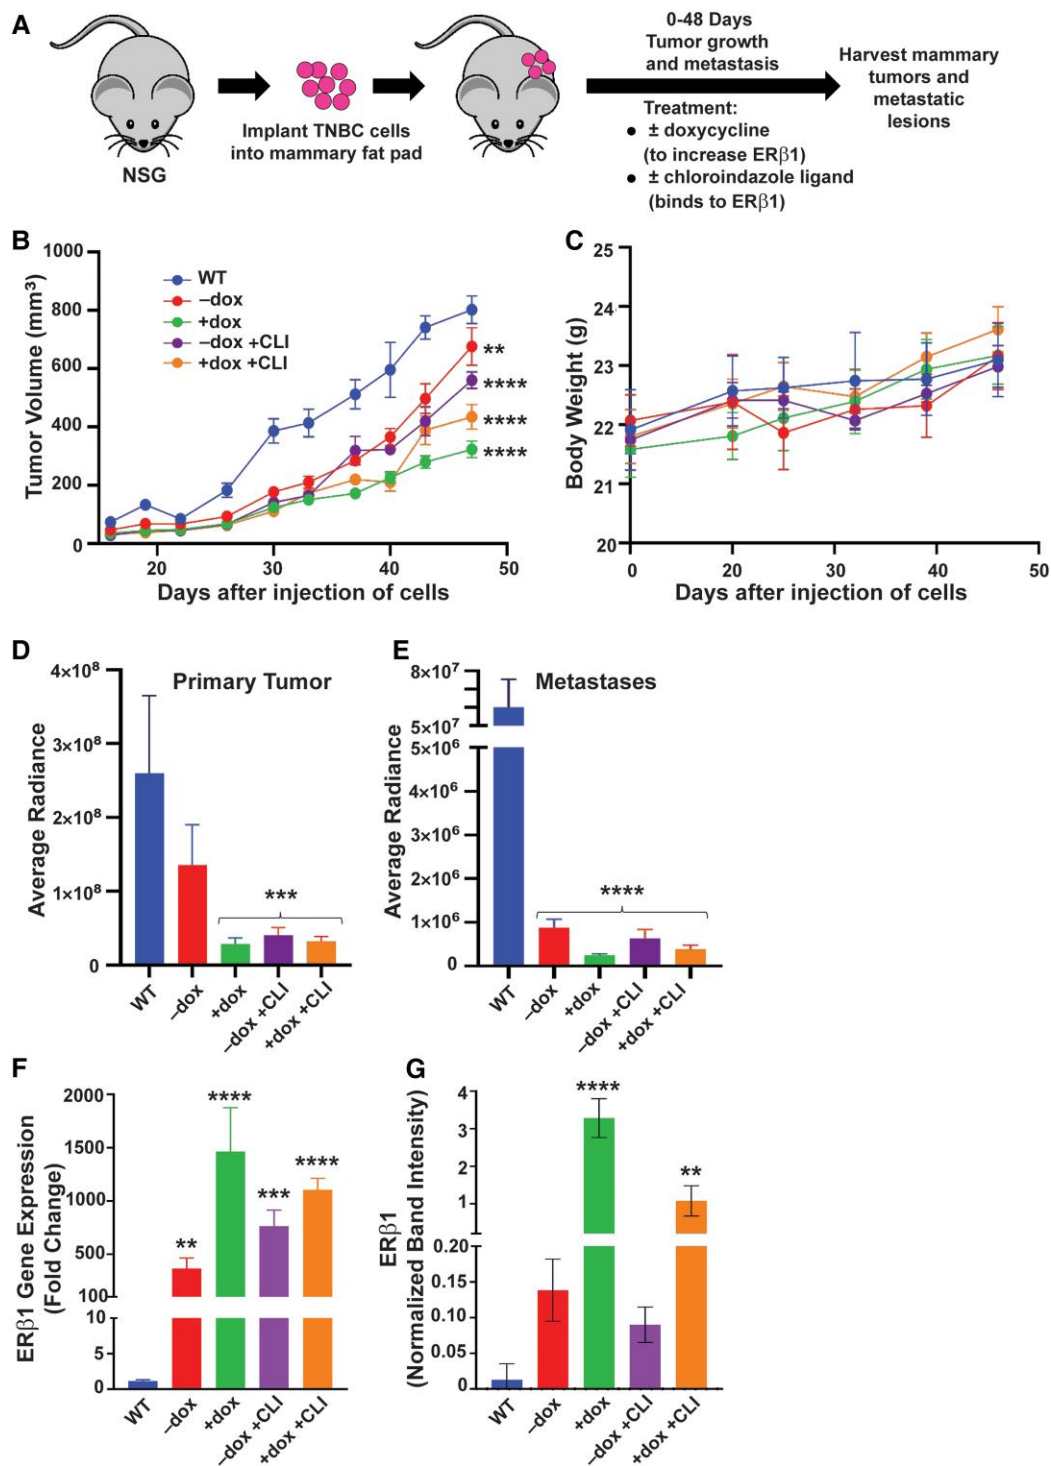 A
NSG
Implant TNBC cells
into mammary fat pad
0-48 Days
Tumor growth
and metastasis
Treatment:
● ± doxycycline
(to increase ERβ1)
● ± chloroindazole ligand
(binds to ERβ1)
Harvest mammary
tumors and
metastatic
lesions
B
Tumor Volume (mm³)
1000
800
600
400
200
0
WT
–dox
+dox
–dox +CLI
+dox +CLI
**
****
****
****
20 30 40 50
Days after injection of cells
C
Body Weight (g)
25
24
23
22
21
20
0 10 20 30 40 50
Days after injection of cells
D
Primary Tumor
Average Radiance
4×10⁸
3×10⁸
2×10⁸
1×10⁸
0
***
WT –dox +dox –dox +CLI +dox +CLI
E
Metastases
Average Radiance
8×10⁷
5×10⁷
5×10⁶
4×10⁶
3×10⁶
2×10⁶
1×10⁶
0
****
WT –dox +dox –dox +CLI +dox +CLI
F
ERβ1 Gene Expression
(Fold Change)
2000
1500
1000
500
100
10
5
0
** **** *** ****
WT –dox +dox –dox +CLI +dox +CLI
G
ERβ1
(Normalized Band Intensity)
4
3
2
1
0.20
0.15
0.10
0.05
0
**** **
WT –dox +dox –dox +CLI +dox +CLI